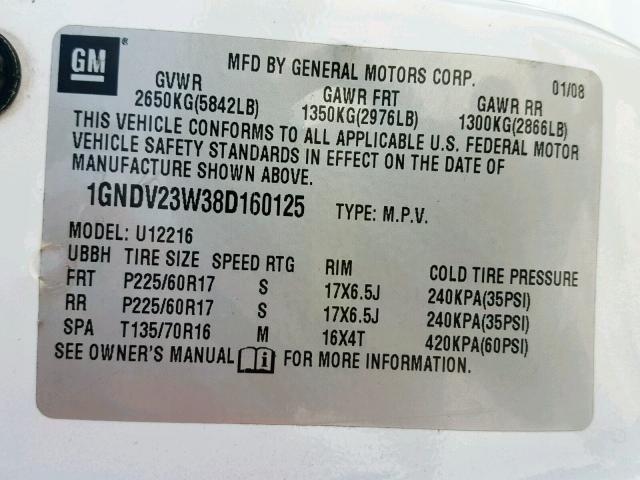 GM® MFD BY GENERAL MOTORS CORP. 01/08
GVWR GAWR FRT GAWR RR
2650KG(5842LB) 1350KG(2976LB) 1300KG(2866LB)
THIS VEHICLE CONFORMS TO ALL APPLICABLE U.S. FEDERAL MOTOR
VEHICLE SAFETY STANDARDS IN EFFECT ON THE DATE OF
MANUFACTURE SHOWN ABOVE.
1GNDV23W38D160125 TYPE: M.P.V.
MODEL: U12216
UBBH TIRE SIZE SPEED RTG RIM COLD TIRE PRESSURE
FRT P225/60R17 S 17X6.5J 240KPA(35PSI)
RR P225/60R17 S 17X6.5J 240KPA(35PSI)
SPA T135/70R16 M 16X4T 420KPA(60PSI)
SEE OWNER'S MANUAL FOR MORE INFORMATION.